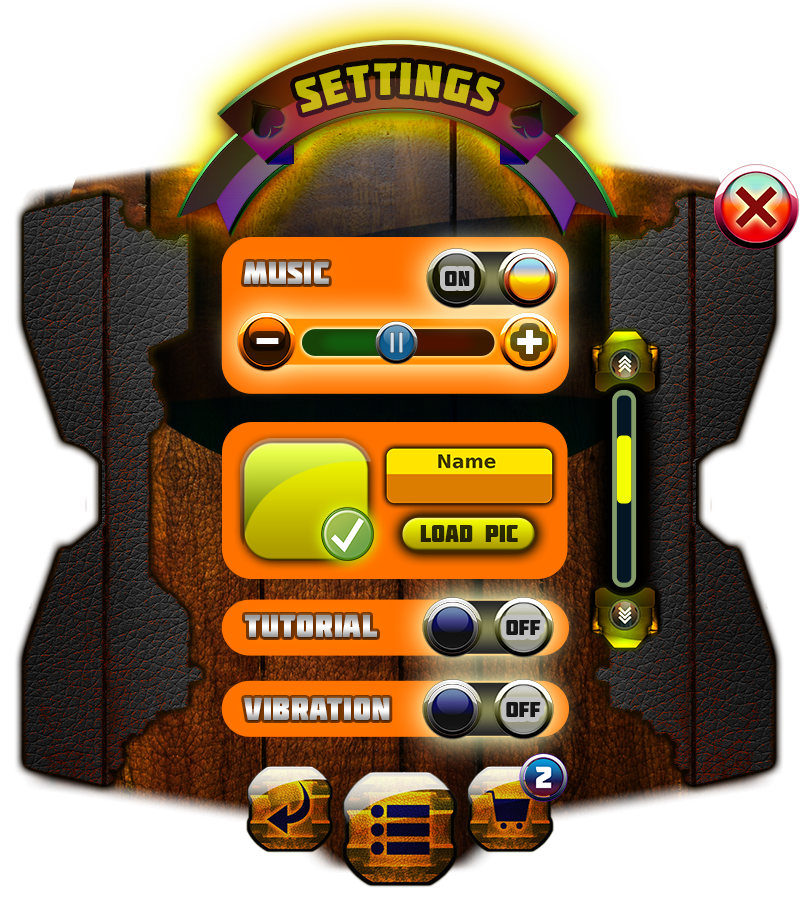 SETTINGS
MUSIC
ON
Name
LOAD PIC
TUTORIAL
OFF
VIBRATION
OFF
2